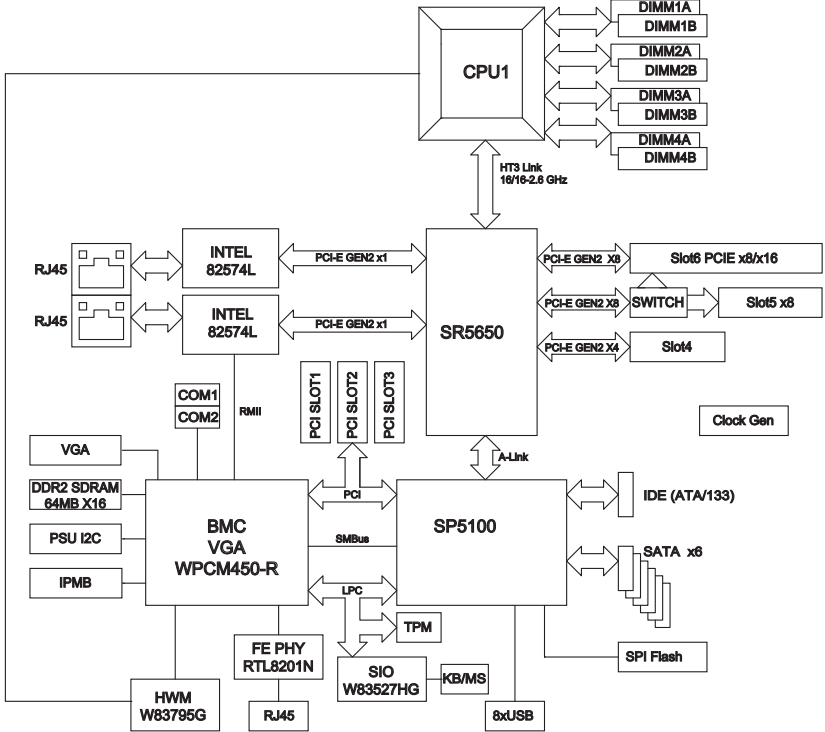 DIMM1A
DIMM1B
CPU1
DIMM2A
DIMM2B
DIMM3A
DIMM3B
DIMM4A
DIMM4B
HT3 Link
16/16-2.6 GHz
RJ45
INTEL
82574L
PCI-E GEN2 x1
PCI-E GEN2 X8
Slot6 PCIE x8/x16
RJ45
INTEL
82574L
PCI-E GEN2 x1
SR5650
PCI-E GEN2 X8
SWITCH
Slot5 x8
PCI-E GEN2 X4
Slot4
COM1
COM2
RMII
PCI SLOT1
PCI SLOT2
PCI SLOT3
Clock Gen
VGA
A-Link
DDR2 SDRAM
64MB X16
PCI
IDE (ATA/133)
PSU I2C
BMC
VGA
WPCM450-R
SMBus
SP5100
SATA x6
IPMB
LPC
TPM
FE PHY
RTL8201N
SIO
W83527HG
KB/MS
SPI Flash
HWM
W83795G
RJ45
8xUSB